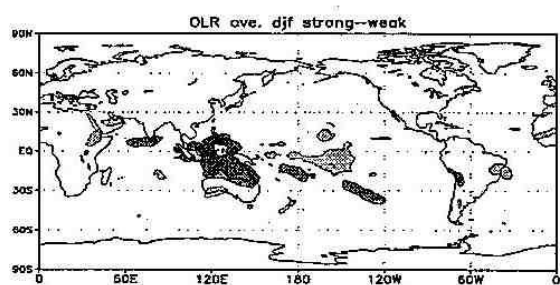 OLR ave. djf strong--weak
90N
60N
30N
EQ
30S
60S
90S
0 60E 120E 180 120W 60W 0